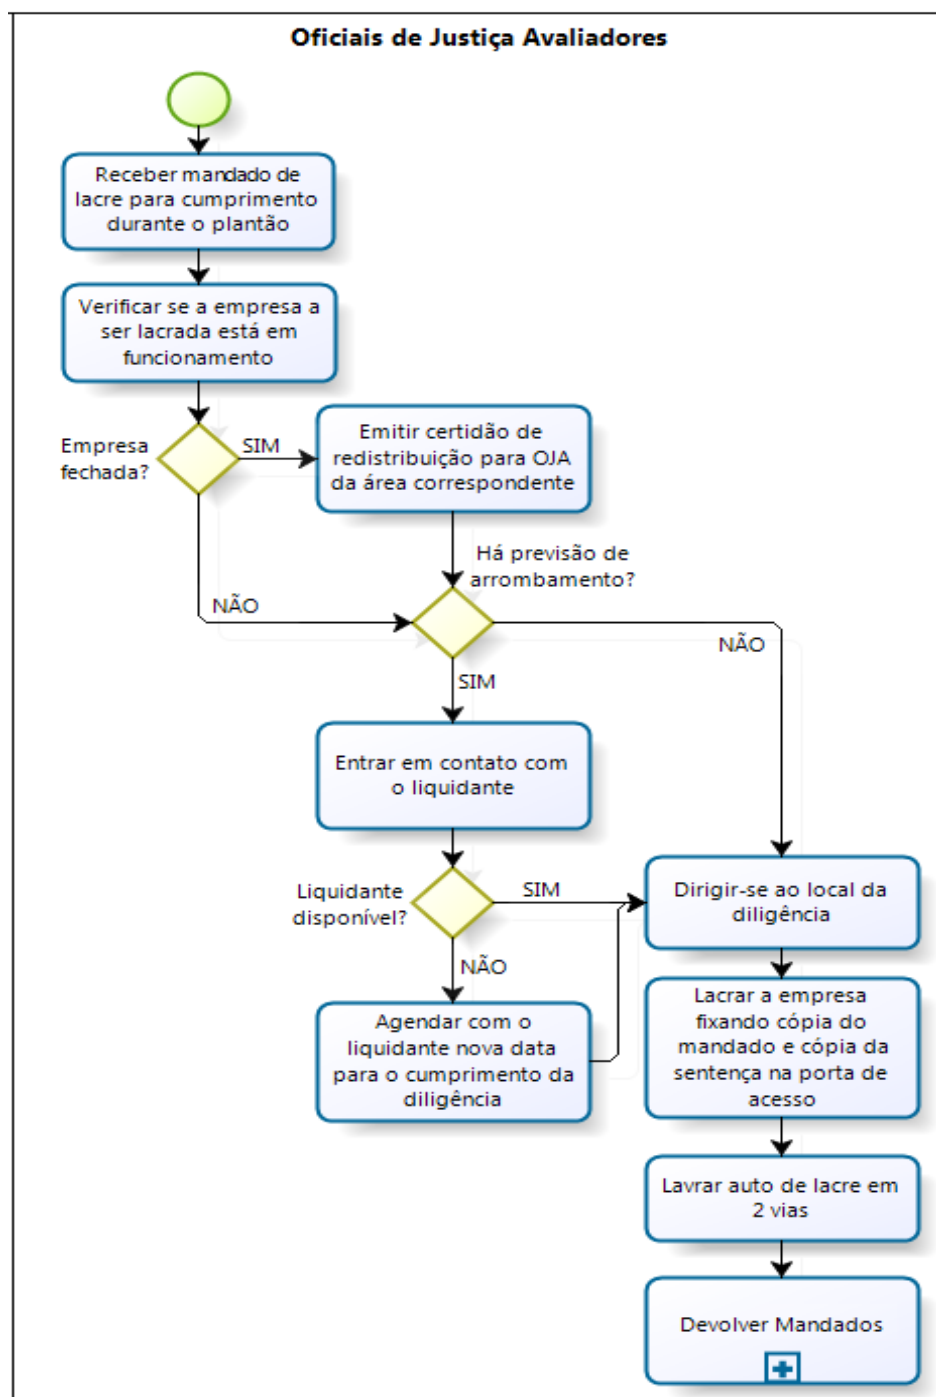 Oficiais de Justiça Avaliadores
Receber mandado de
lacre para cumprimento
durante o plantão
Verificar se a empresa a
ser lacrada está em
funcionamento
Empresa
fechada?
SIM
Emitir certidão de
redistribuição para OJA
da área correspondente
Há previsão de
arrombamento?
NÃO
NÃO
SIM
Entrar em contato com
o liquidante
Liquidante
disponível?
SIM
Dirigir-se ao local da
diligência
NÃO
Agendar com o
liquidante nova data
para o cumprimento da
diligência
Lacrar a empresa
fixando cópia do
mandado e cópia da
sentença na porta de
acesso
Lavrar auto de lacre em
2 vias
Devolver Mandados